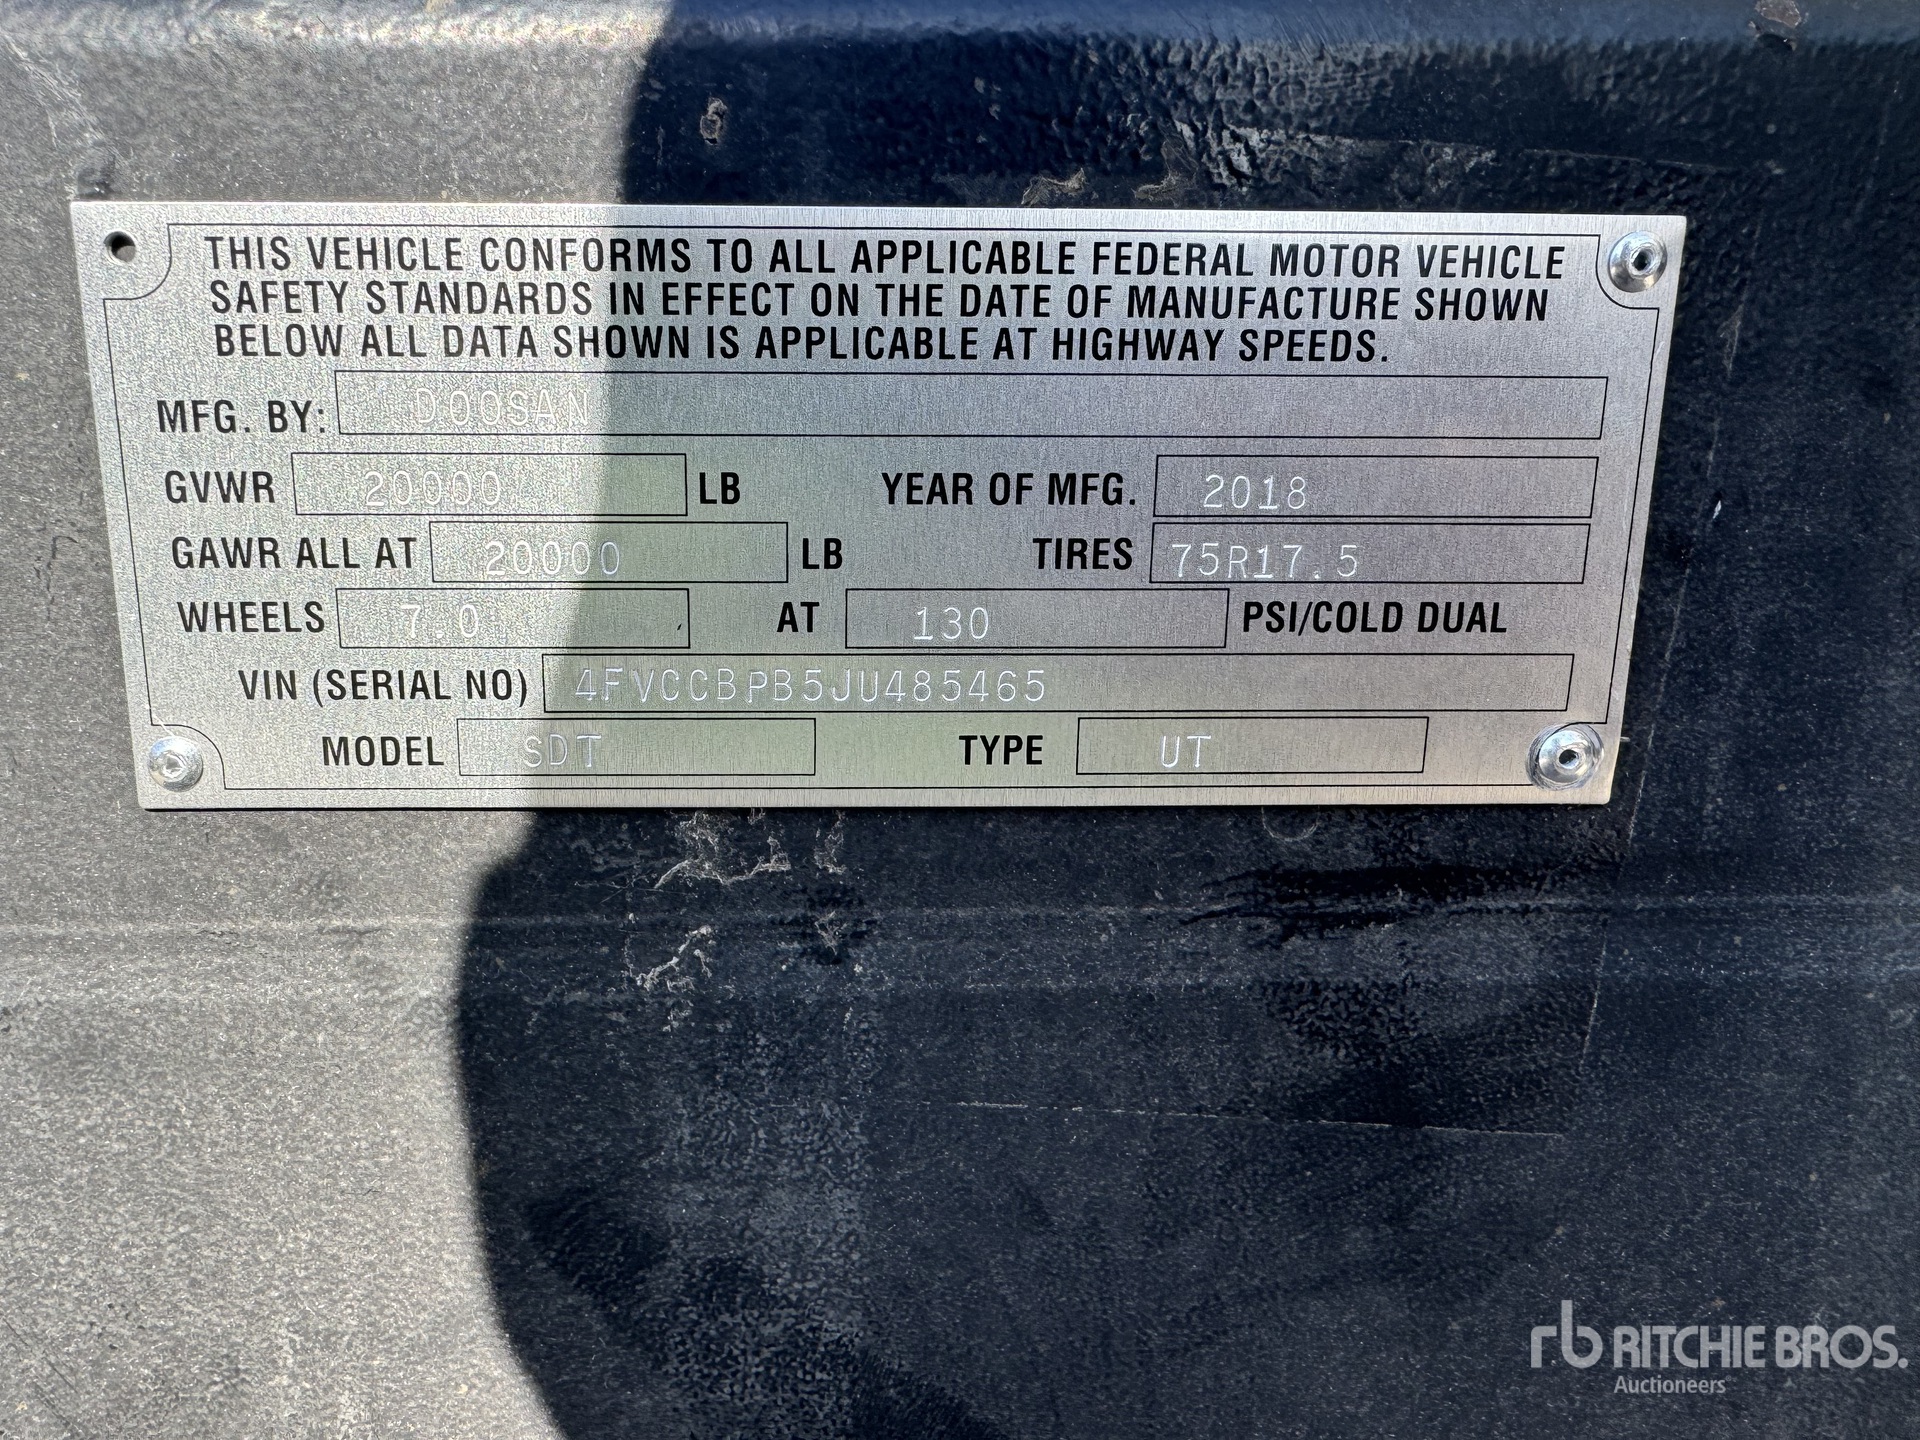 THIS VEHICLE CONFORMS TO ALL APPLICABLE FEDERAL MOTOR VEHICLE
SAFETY STANDARDS IN EFFECT ON THE DATE OF MANUFACTURE SHOWN
BELOW ALL DATA SHOWN IS APPLICABLE AT HIGHWAY SPEEDS.
MFG. BY: DOOSAN
GVWR 20000 LB YEAR OF MFG. 2018
GAWR ALL AT 20000 LB TIRES 75R17.5
WHEELS 7.0 AT 130 PSI/COLD DUAL
VIN (SERIAL NO) 4FVCCBPB5JU485465
MODEL SDT TYPE UT
rb RITCHIE BROS.
Auctioneers